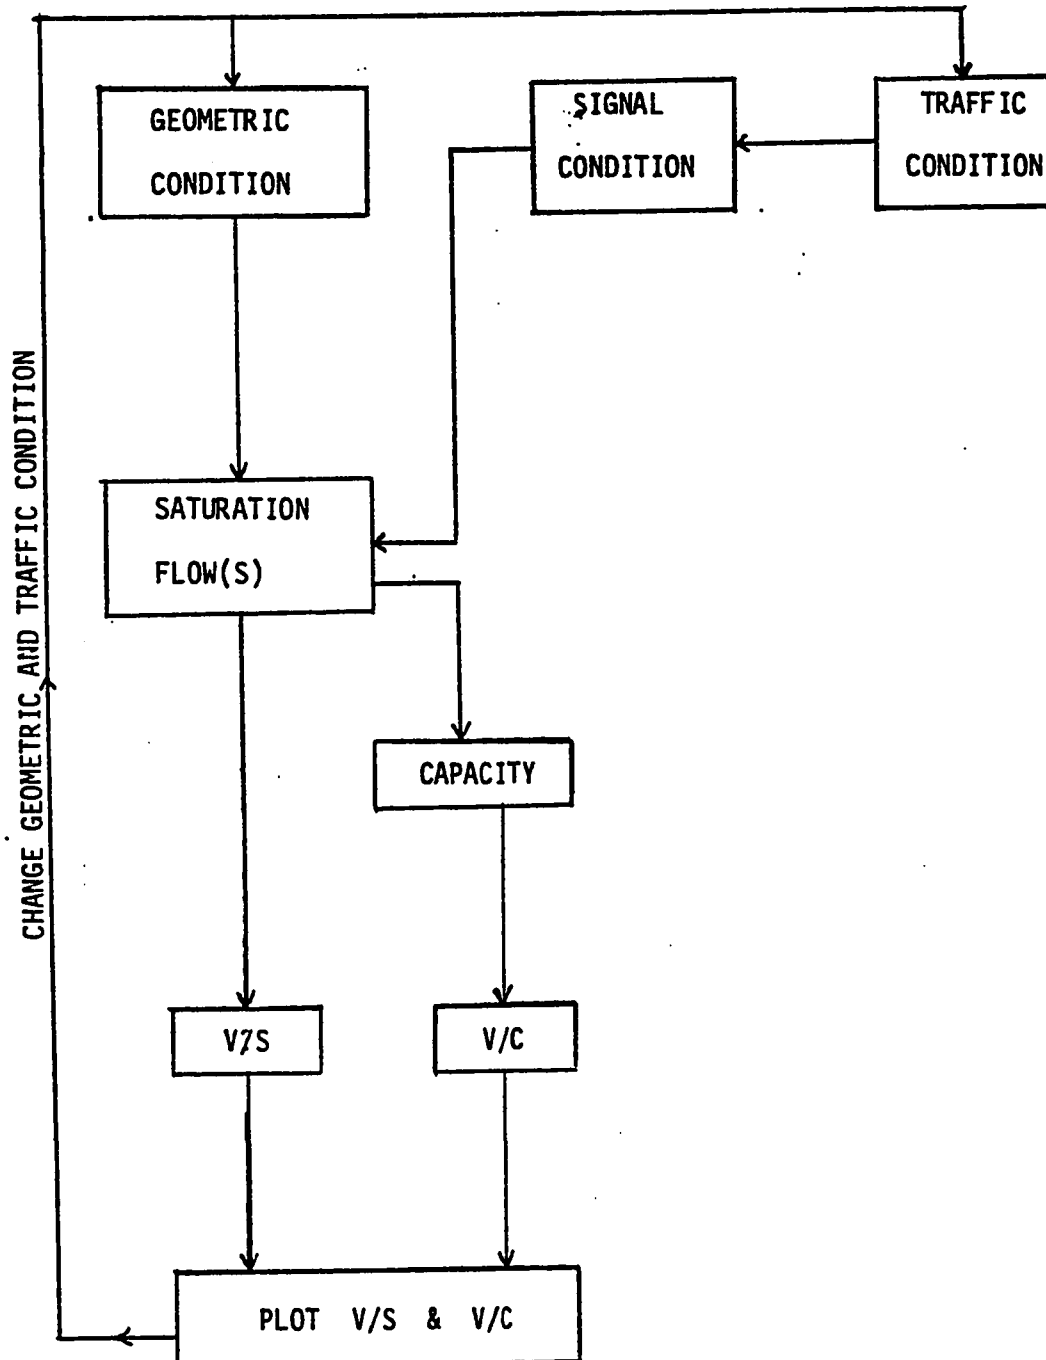 GEOMETRIC
CONDITION
SIGNAL
CONDITION
TRAFFIC
CONDITION
CHANGE GEOMETRIC AND TRAFFIC CONDITION
SATURATION
FLOW(S)
CAPACITY
V/S
V/C
PLOT V/S & V/C